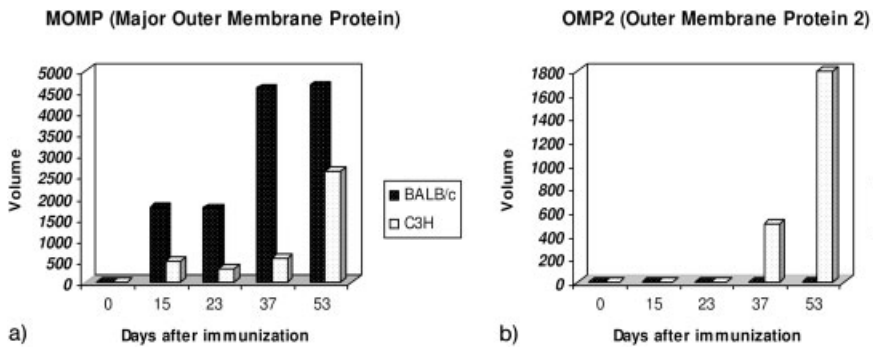 MOMP (Major Outer Membrane Protein)
5000
4500
4000
3500
3000
2500
2000
1500
1000
500
0
Volume
0 15 23 37 53
Days after immunization
a)
BALB/c
C3H
OMP2 (Outer Membrane Protein 2)
1800
1600
1400
1200
1000
800
600
400
200
0
Volume
0 15 23 37 53
Days after immunization
b)